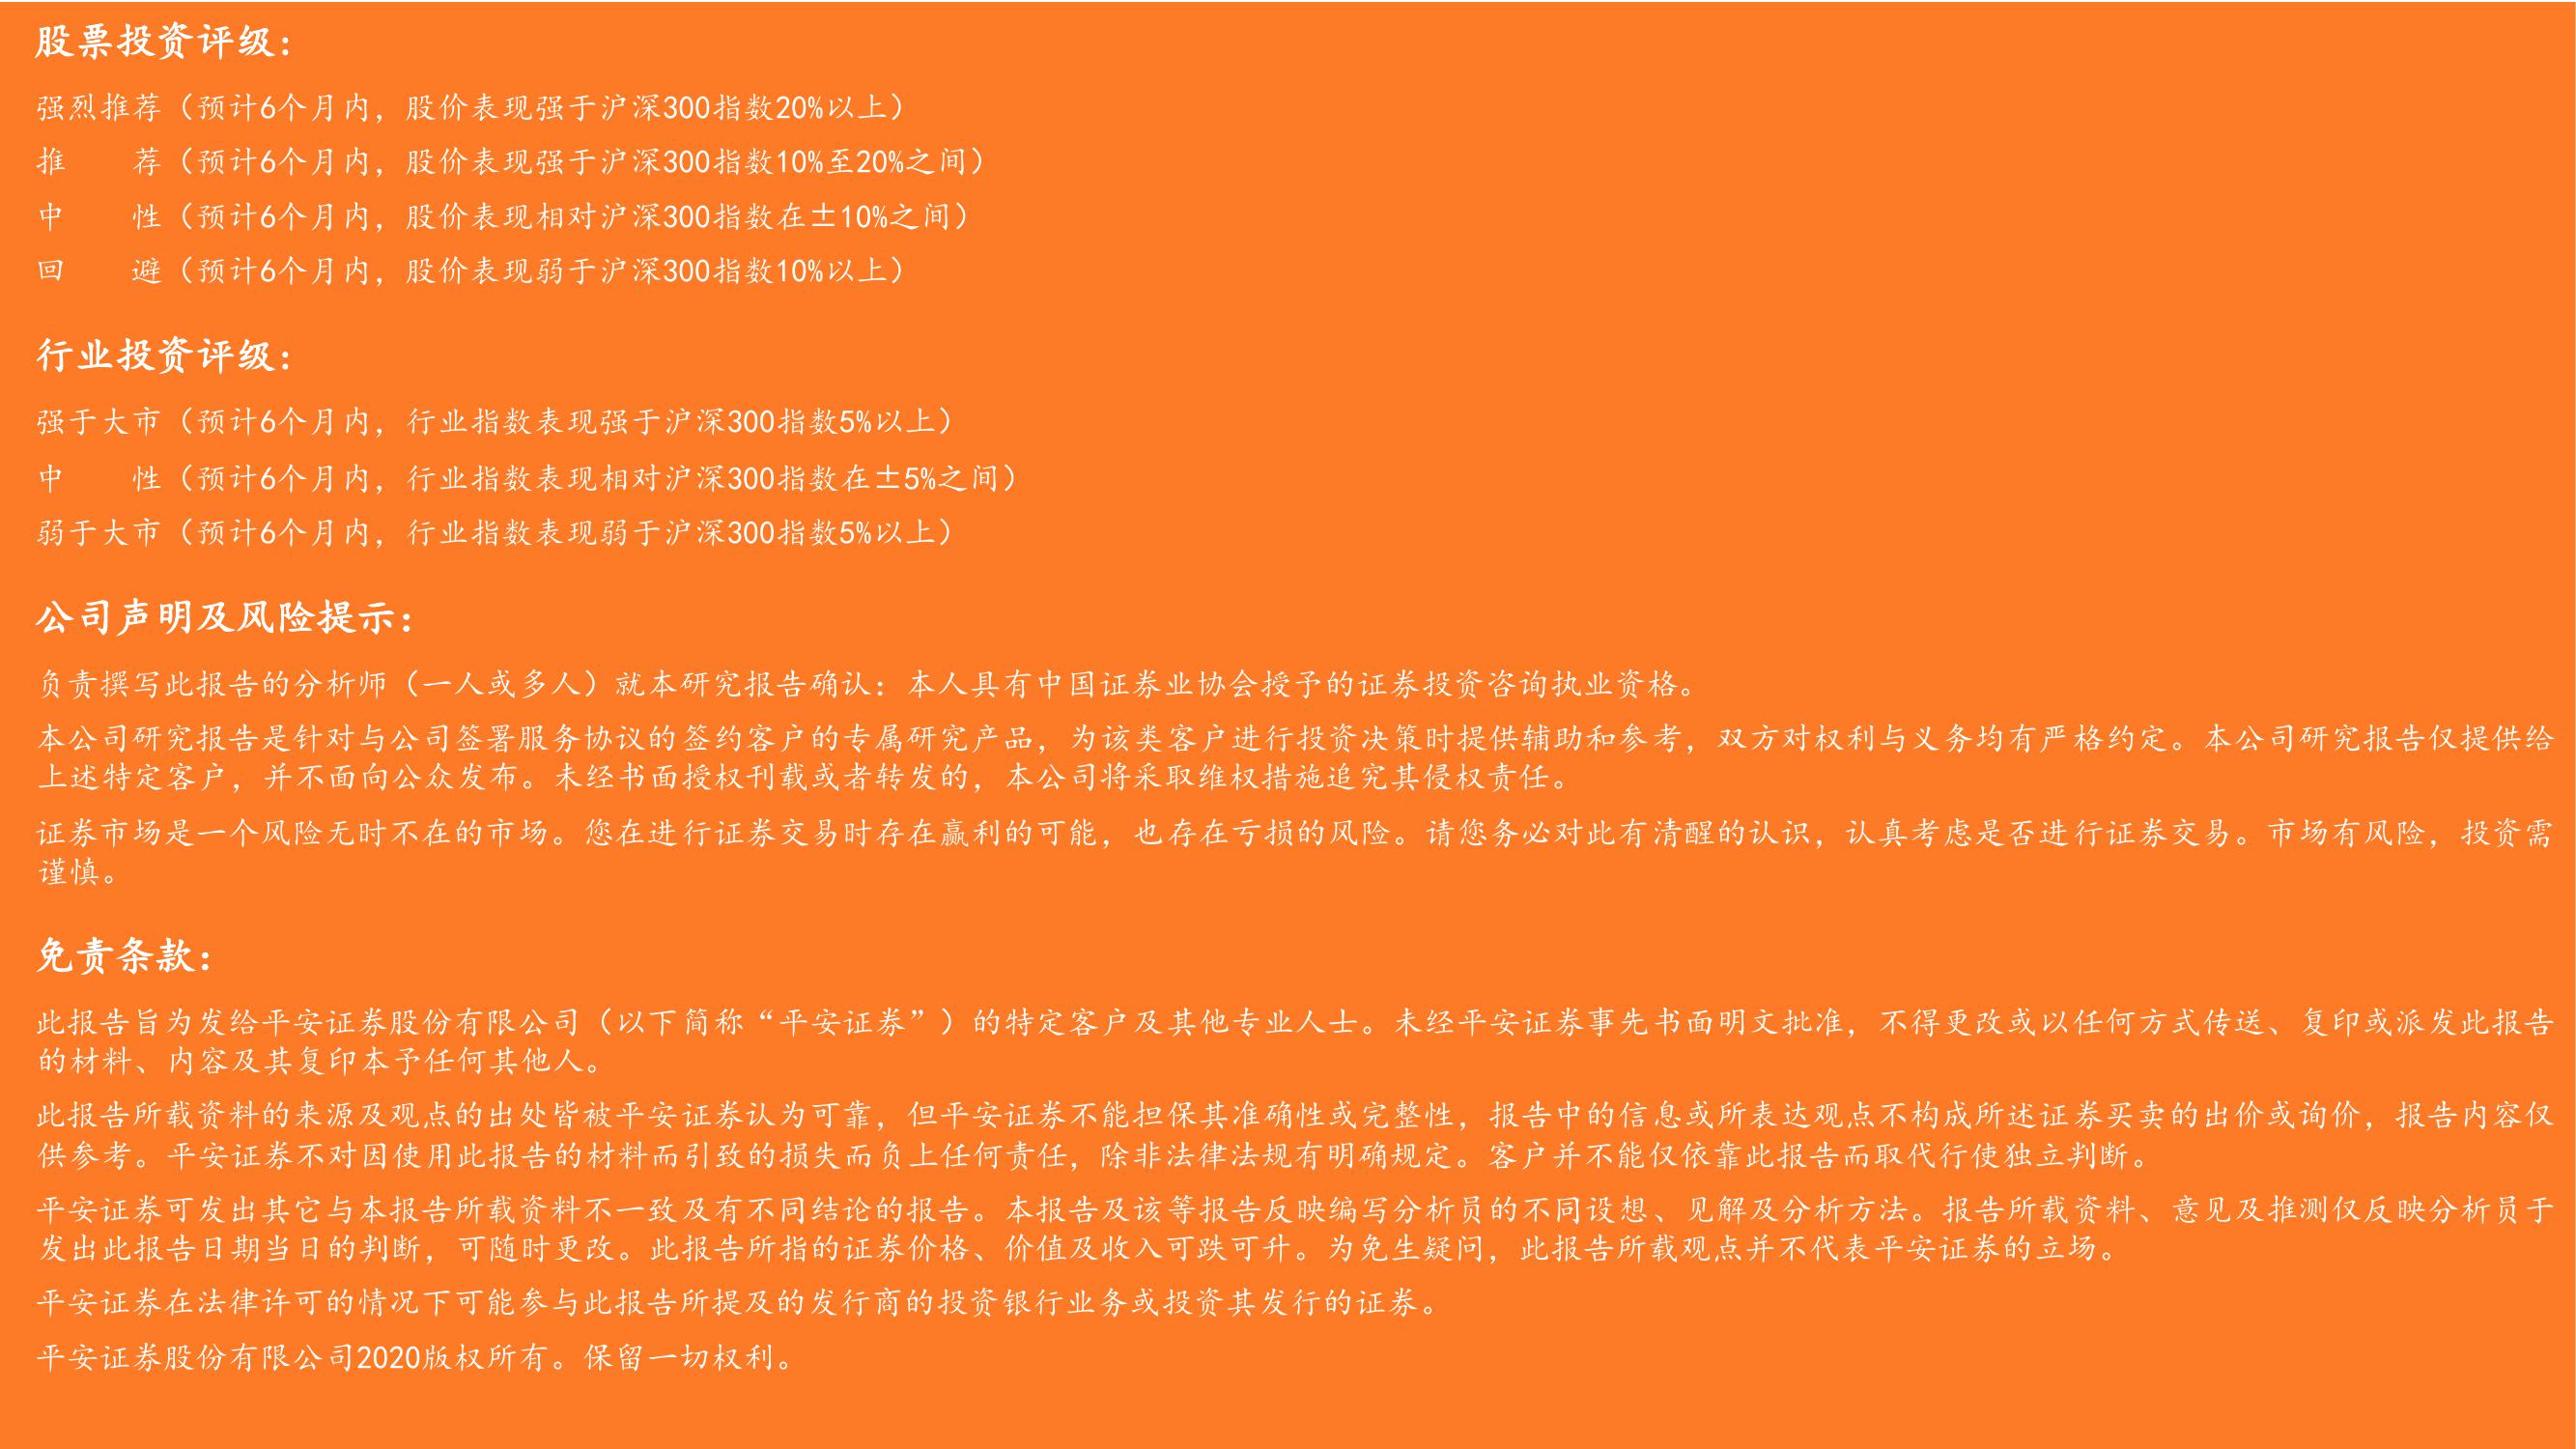 股票投资评级：
强烈推荐（预计6个月内，股价表现强于沪深300指数20%以上）
推　　荐（预计6个月内，股价表现强于沪深300指数10%至20%之间）
中　　性（预计6个月内，股价表现相对沪深300指数在±10%之间）
回　　避（预计6个月内，股价表现弱于沪深300指数10%以上）
行业投资评级：
强于大市（预计6个月内，行业指数表现强于沪深300指数5%以上）
中　　性（预计6个月内，行业指数表现相对沪深300指数在±5%之间）
弱于大市（预计6个月内，行业指数表现弱于沪深300指数5%以上）
公司声明及风险提示：
负责撰写此报告的分析师（一人或多人）就本研究报告确认：本人具有中国证券业协会授予的证券投资咨询执业资格。
本公司研究报告是针对与公司签署服务协议的签约客户的专属研究产品，为该类客户进行投资决策时提供辅助和参考，双方对权利与义务均有严格约定。本公司研究报告仅提供给
上述特定客户，并不面向公众发布。未经书面授权刊载或者转发的，本公司将采取维权措施追究其侵权责任。
证券市场是一个风险无时不在的市场。您在进行证券交易时存在赢利的可能，也存在亏损的风险。请您务必对此有清醒的认识，认真考虑是否进行证券交易。市场有风险，投资需
谨慎。
免责条款：
此报告旨为发给平安证券股份有限公司（以下简称“平安证券”）的特定客户及其他专业人士。未经平安证券事先书面明文批准，不得更改或以任何方式传送、复印或派发此报告
的材料、内容及其复印本予任何其他人。
此报告所载资料的来源及观点的出处皆被平安证券认为可靠，但平安证券不能担保其准确性或完整性，报告中的信息或所表达观点不构成所述证券买卖的出价或询价，报告内容仅
供参考。平安证券不对因使用此报告的材料而引致的损失而负上任何责任，除非法律法规有明确规定。客户并不能仅依靠此报告而取代行使独立判断。
平安证券可发出其它与本报告所载资料不一致及有不同结论的报告。本报告及该等报告反映编写分析员的不同设想、见解及分析方法。报告所载资料、意见及推测仅反映分析员于
发出此报告日期当日的判断，可随时更改。此报告所指的证券价格、价值及收入可跌可升。为免生疑问，此报告所载观点并不代表平安证券的立场。
平安证券在法律许可的情况下可能参与此报告所提及的发行商的投资银行业务或投资其发行的证券。
平安证券股份有限公司2020版权所有。保留一切权利。